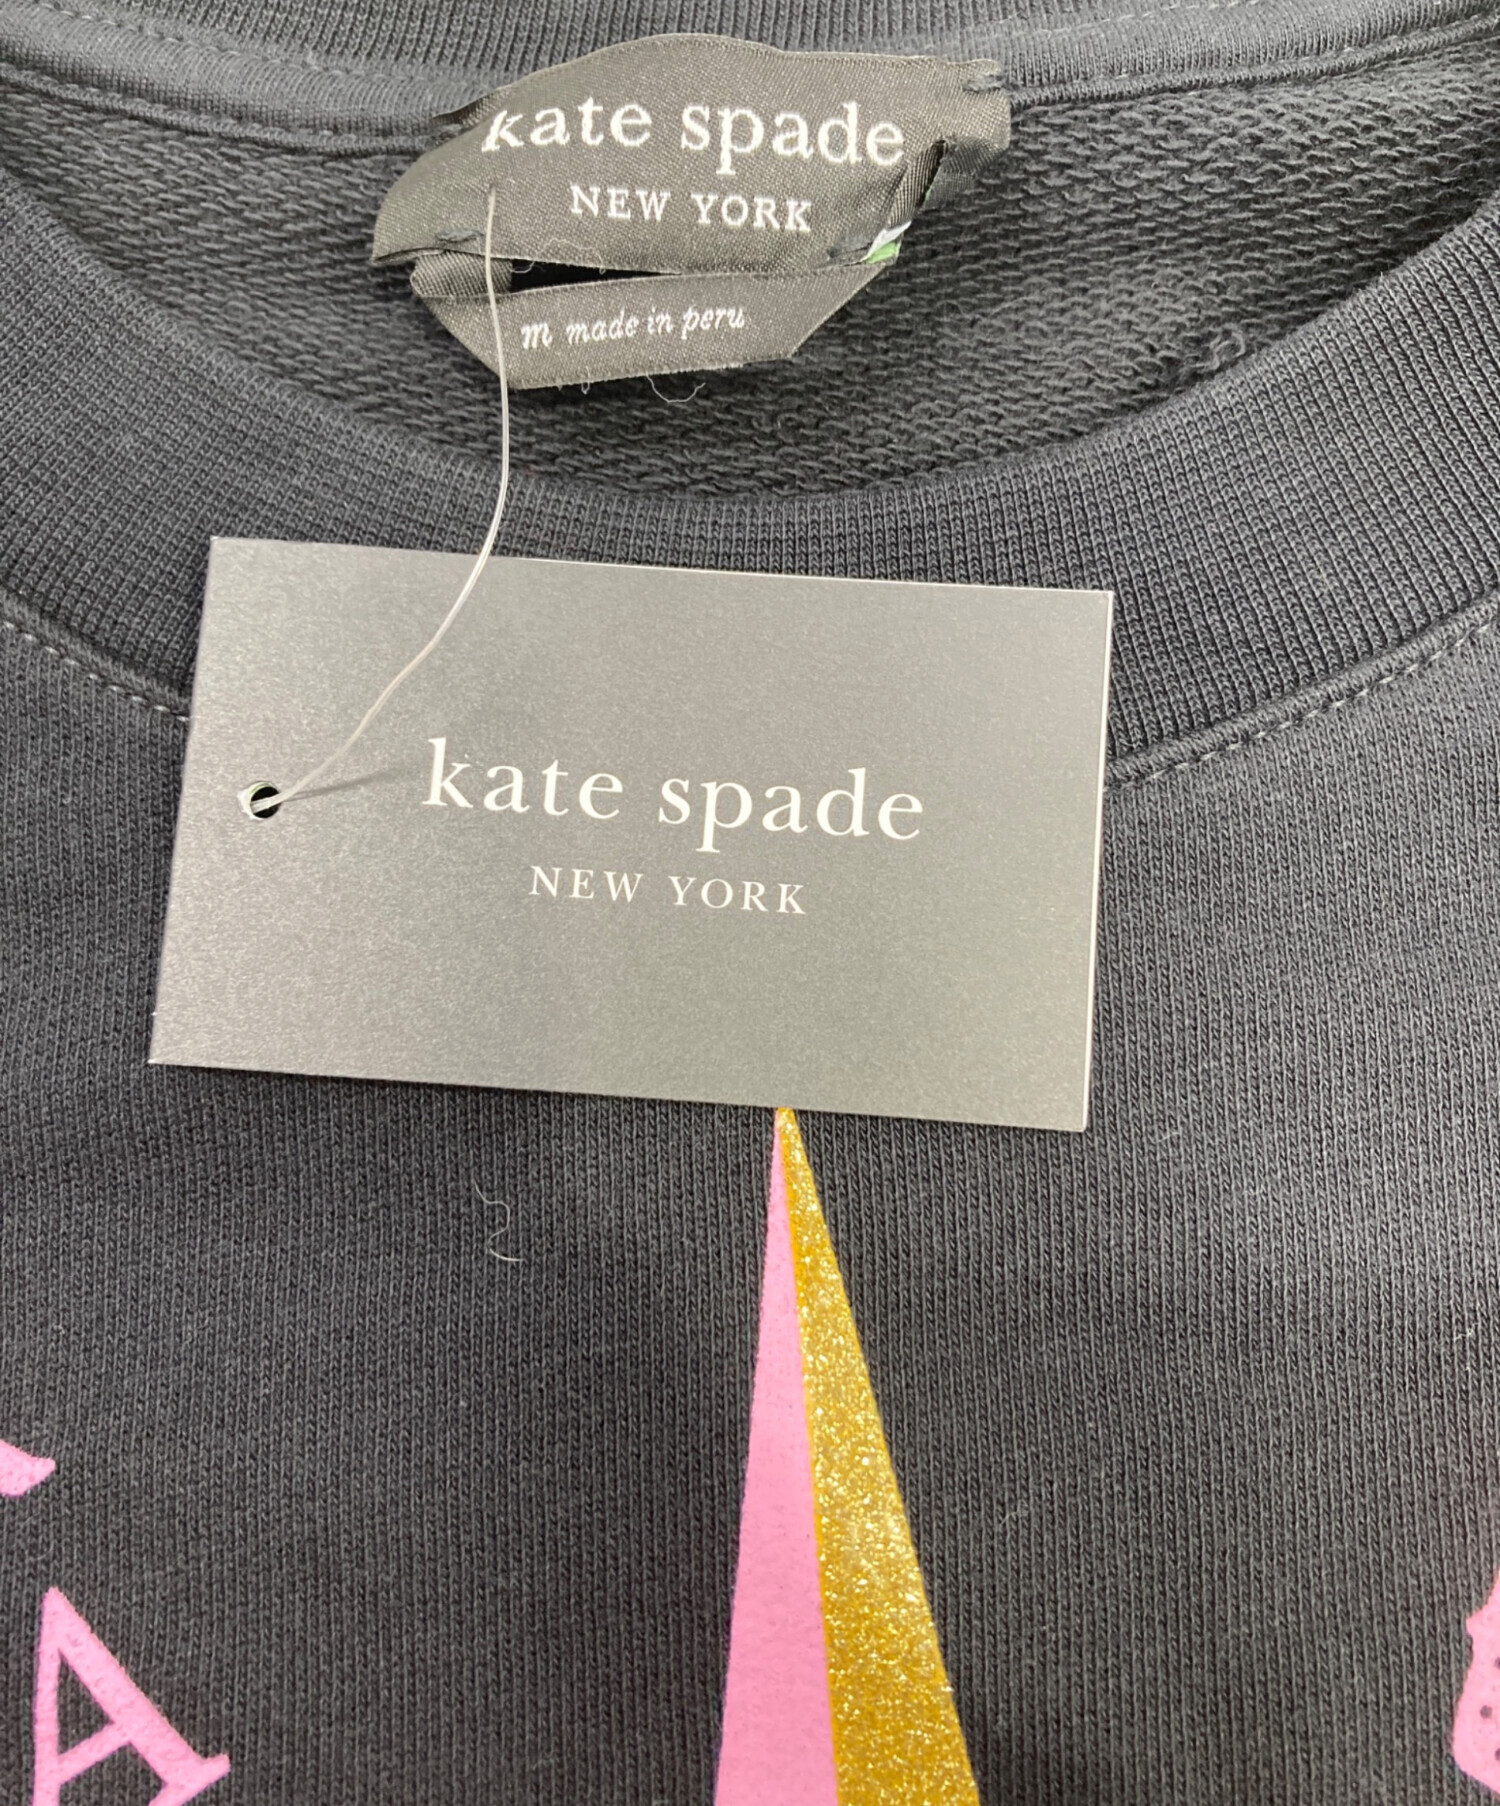 kate spade
NEW YORK
m made in peru
kate spade
NEW YORK
A